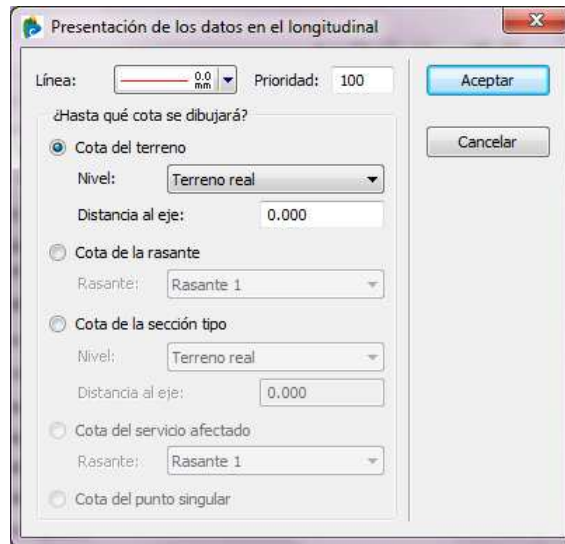 Presentación de los datos en el longitudinal
Línea: 0.0 mm Prioridad: 100 Aceptar
¿Hasta qué cota se dibujará?
Cancelar
Cota del terreno
Nivel: Terreno real
Distancia al eje: 0.000
Cota de la rasante
Rasante: Rasante 1
Cota de la sección tipo
Nivel: Terreno real
Distancia al eje: 0.000
Cota del servicio afectado
Rasante: Rasante 1
Cota del punto singular